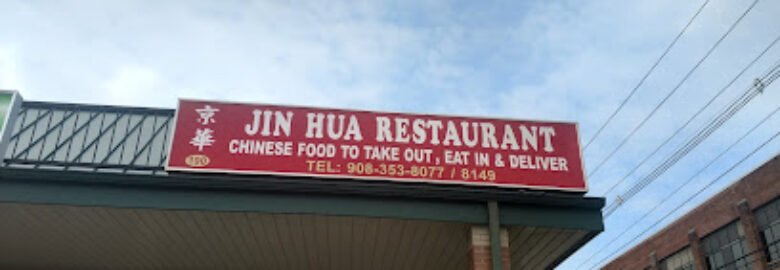 京華
JIN HUA RESTAURANT
CHINESE FOOD TO TAKE OUT, EAT IN & DELIVER
TEL: 908-353-8077 / 8149